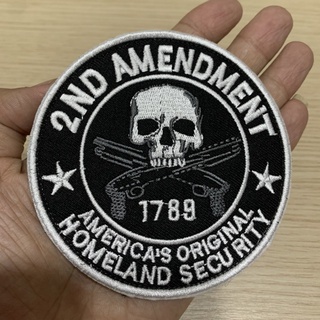 2ND AMENDMENT
1789
AMERICA'S ORIGINAL
HOMELAND SECURITY